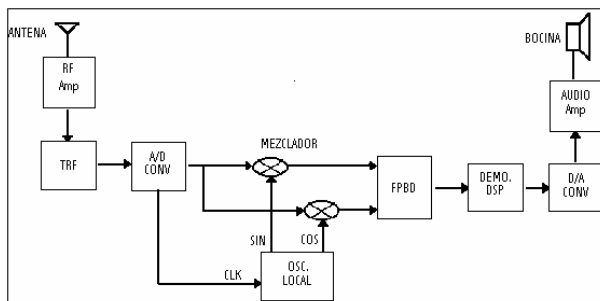 ANTENA
RF
Amp
TRF
A/D
CONV
MEZCLADOR
SIN
COS
CLK
OSC.
LOCAL
FPBD
DEMO.
DSP
D/A
CONV
AUDIO
Amp
BOCINA